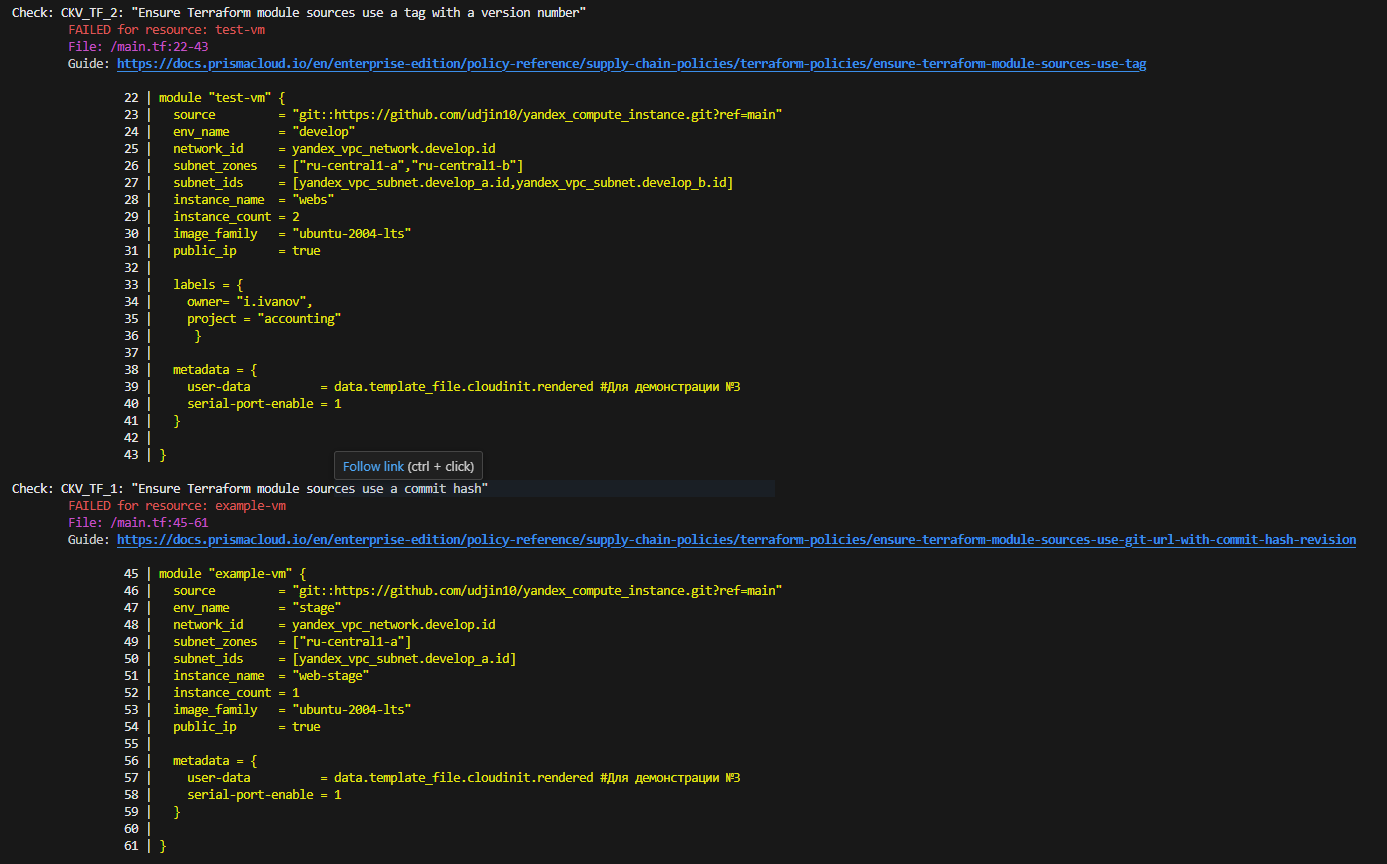 Check: CKV_TF_2: "Ensure Terraform module sources use a tag with a version number"
FAILED for resource: test-vm
File: /main.tf:22-43
Guide: https://docs.prismacloud.io/en/enterprise-edition/policy-reference/supply-chain-policies/terraform-policies/ensure-terraform-module-sources-use-tag
22 | module "test-vm" {
23 |   source         = "git::https://github.com/udjin10/yandex_compute_instance.git?ref=main"
24 |   env_name       = "develop"
25 |   network_id     = yandex_vpc_network.develop.id
26 |   subnet_zones   = ["ru-central1-a","ru-central1-b"]
27 |   subnet_ids     = [yandex_vpc_subnet.develop_a.id,yandex_vpc_subnet.develop_b.id]
28 |   instance_name  = "webs"
29 |   instance_count = 2
30 |   image_family   = "ubuntu-2004-lts"
31 |   public_ip      = true
32 |
33 |   labels = {
34 |     owner= "i.ivanov",
35 |     project = "accounting"
36 |      }
37 |
38 |   metadata = {
39 |     user-data          = data.template_file.cloudinit.rendered #Для демонстрации №3
40 |     serial-port-enable = 1
41 |   }
42 |
43 | }
Follow link (ctrl + click)
Check: CKV_TF_1: "Ensure Terraform module sources use a commit hash"
FAILED for resource: example-vm
File: /main.tf:45-61
Guide: https://docs.prismacloud.io/en/enterprise-edition/policy-reference/supply-chain-policies/terraform-policies/ensure-terraform-module-sources-use-git-url-with-commit-hash-revision
45 | module "example-vm" {
46 |   source         = "git::https://github.com/udjin10/yandex_compute_instance.git?ref=main"
47 |   env_name       = "stage"
48 |   network_id     = yandex_vpc_network.develop.id
49 |   subnet_zones   = ["ru-central1-a"]
50 |   subnet_ids     = [yandex_vpc_subnet.develop_a.id]
51 |   instance_name  = "web-stage"
52 |   instance_count = 1
53 |   image_family   = "ubuntu-2004-lts"
54 |   public_ip      = true
55 |
56 |   metadata = {
57 |     user-data          = data.template_file.cloudinit.rendered #Для демонстрации №3
58 |     serial-port-enable = 1
59 |   }
60 |
61 | }